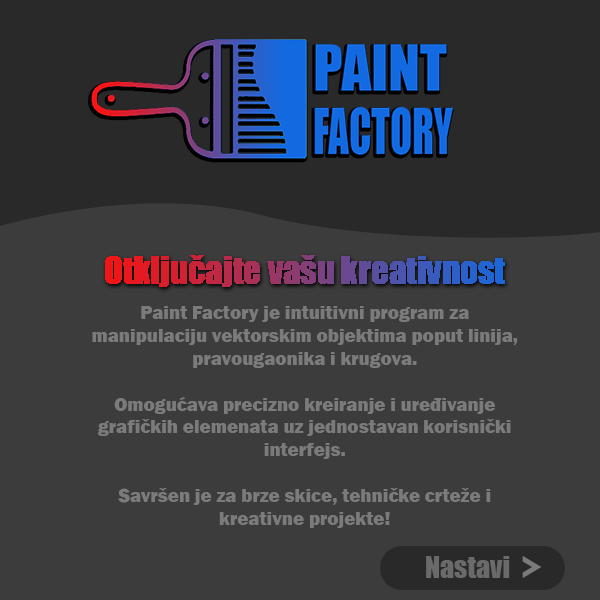 PAINT
FACTORY
Otključajte vašu kreativnost
Paint Factory je intuitivni program za
manipulaciju vektorskim objektima poput linija,
pravougaonika i krugova.
Omogućava precizno kreiranje i uređivanje
grafičkih elemenata uz jednostavan korisnički
interfejs.
Savršen je za brze skice, tehničke crteže i
kreativne projekte!
Nastavi >